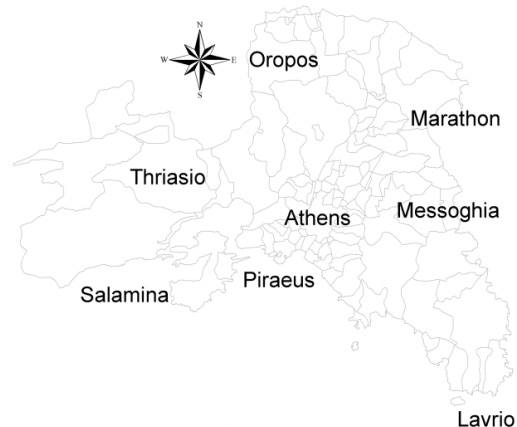 N
W E
S
Oropos
Marathon
Thriasio
Athens
Messoghia
Salamina
Piraeus
Lavrio